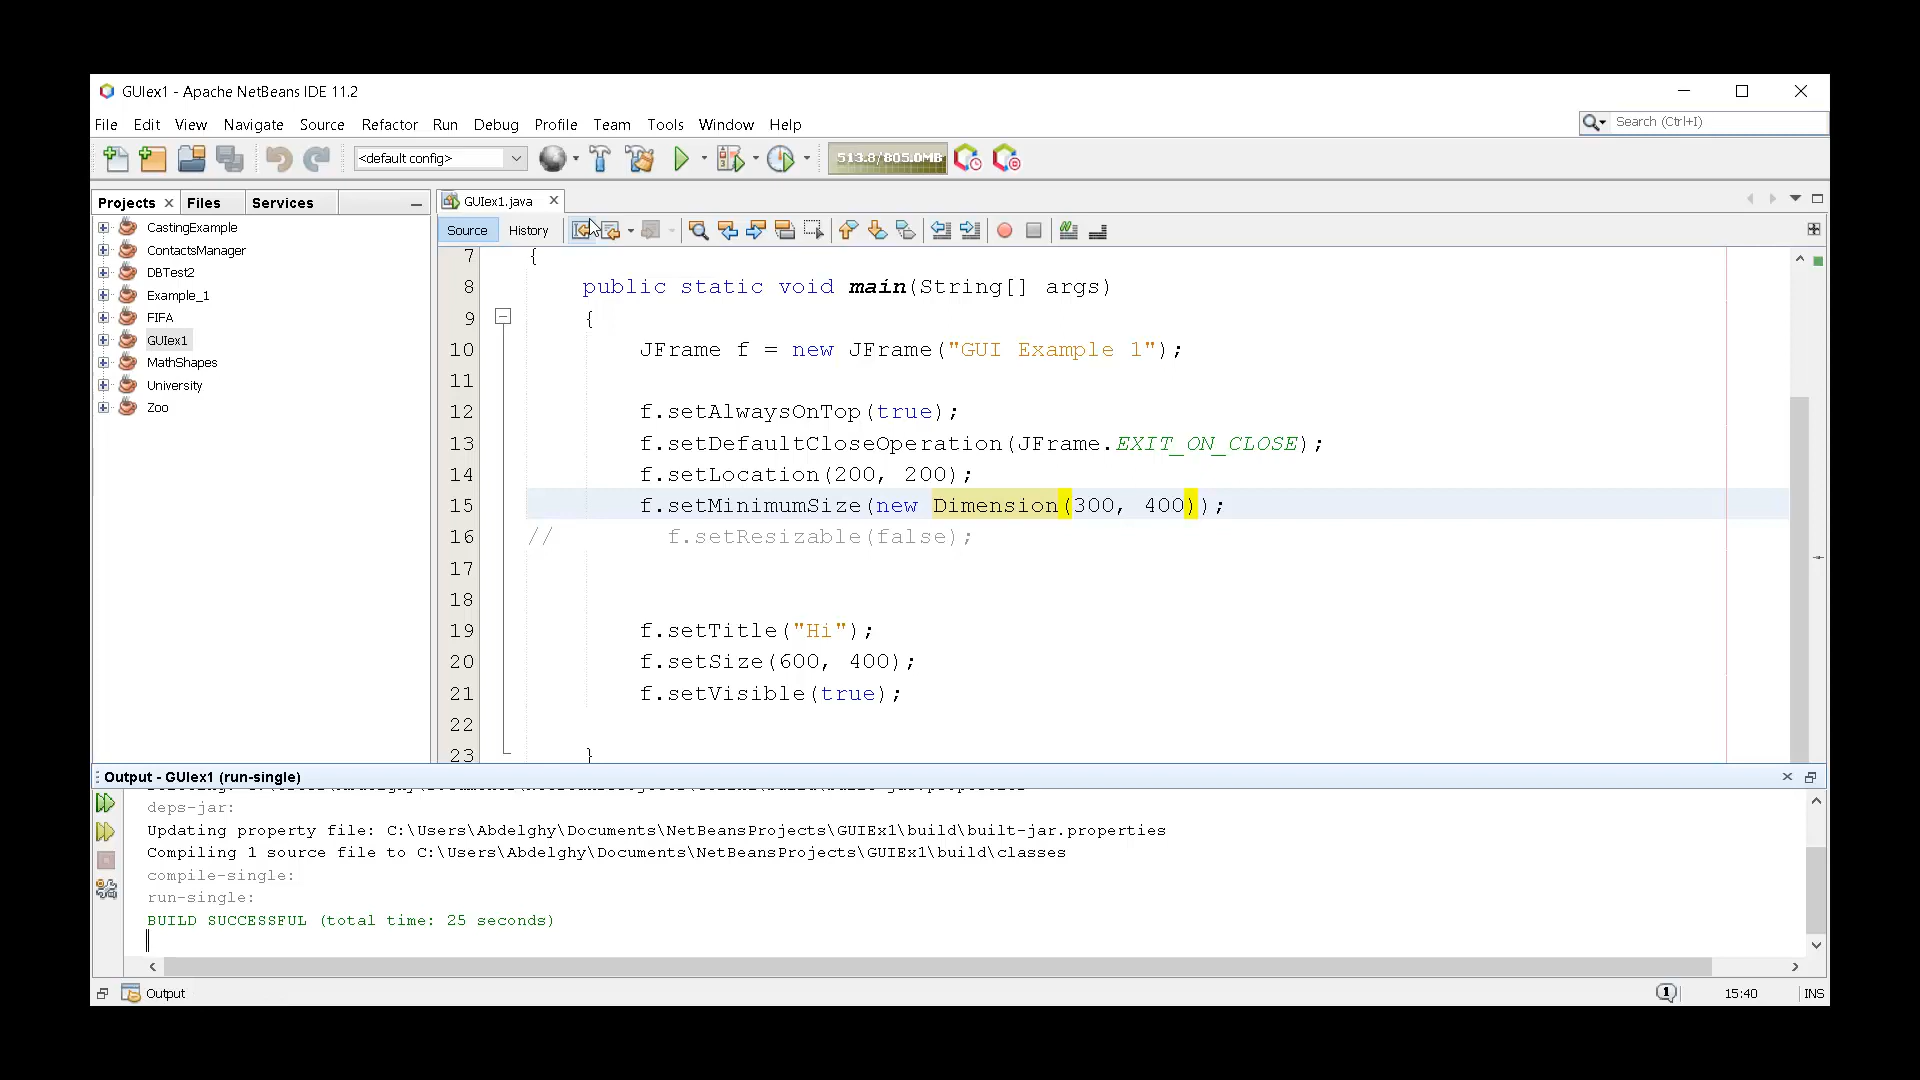 GUIex1 - Apache NetBeans IDE 11.2
File Edit View Navigate Source Refactor Run Debug Profile Team Tools Window Help
Search (Ctrl+I)
<default config>
513.8/805.0MB
Projects Files Services
GUIex1.java
CastingExample
ContactsManager
DBTest2
Example_1
FIFA
GUIex1
MathShapes
University
Zoo
Source History
7 {
8 public static void main(String[] args)
9 {
10 JFrame f = new JFrame("GUI Example 1");
11
12 f.setAlwaysOnTop(true);
13 f.setDefaultCloseOperation(JFrame.EXIT_ON_CLOSE);
14 f.setLocation(200, 200);
15 f.setMinimumSize(new Dimension(300, 400));
16 // f.setResizable(false);
17
18
19 f.setTitle("Hi");
20 f.setSize(600, 400);
21 f.setVisible(true);
22
23 }
Output - GUIex1 (run-single)
deps-jar:
Updating property file: C:\Users\Abdelghy\Documents\NetBeansProjects\GUIEx1\build\built-jar.properties
Compiling 1 source file to C:\Users\Abdelghy\Documents\NetBeansProjects\GUIEx1\build\classes
compile-single:
run-single:
BUILD SUCCESSFUL (total time: 25 seconds)
Output
1
15:40 INS